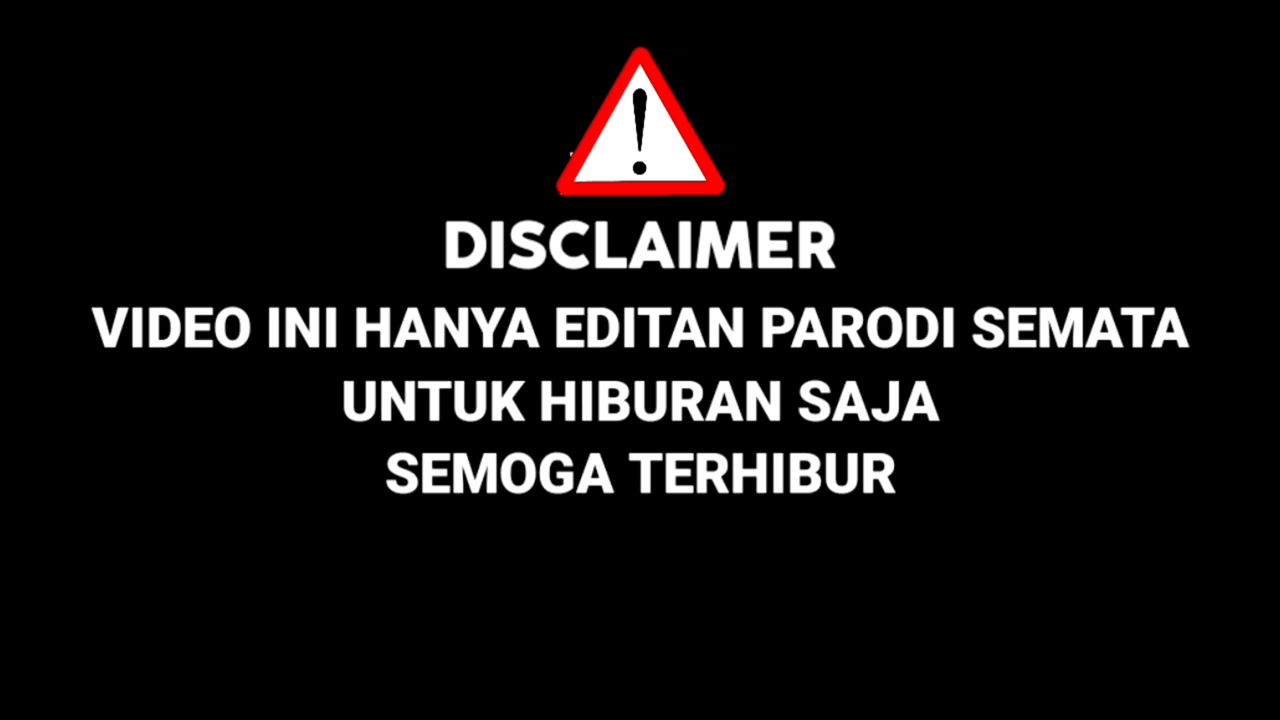 DISCLAIMER
VIDEO INI HANYA EDITAN PARODI SEMATA
UNTUK HIBURAN SAJA
SEMOGA TERHIBUR